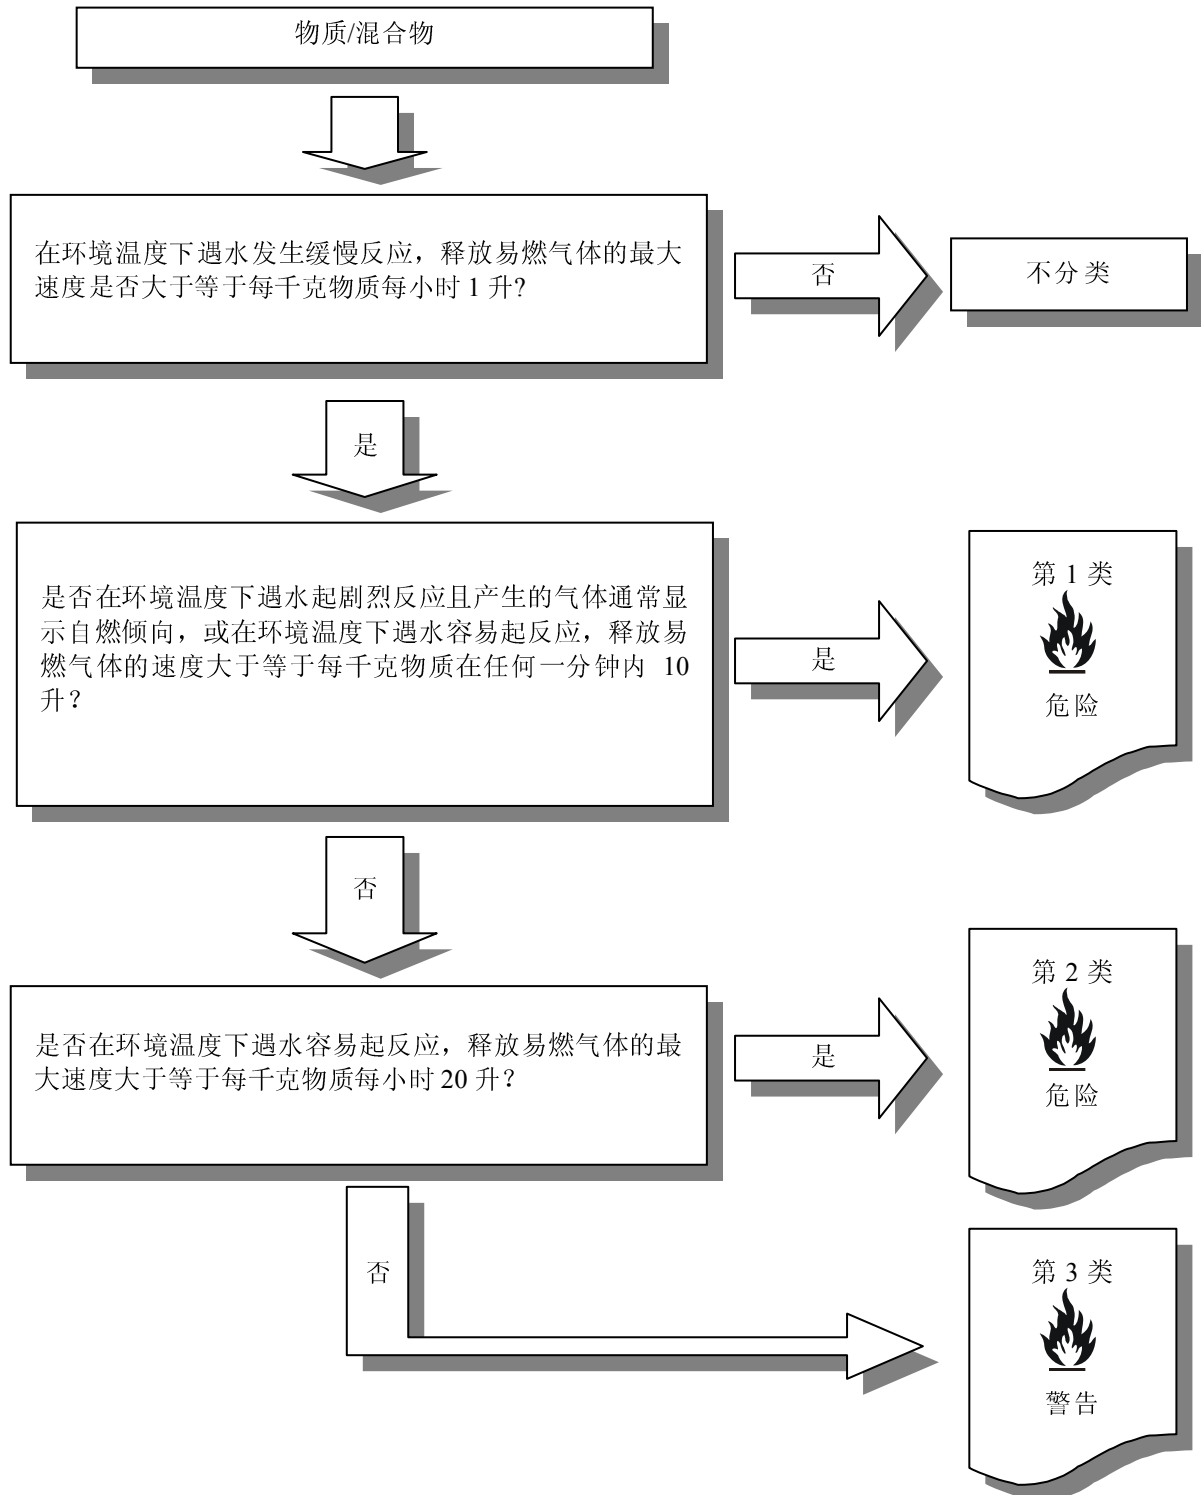 物质/混合物
在环境温度下遇水发生缓慢反应，释放易燃气体的最大
速度是否大于等于每千克物质每小时 1 升?
否
不分类
是
是否在环境温度下遇水起剧烈反应且产生的气体通常显
示自燃倾向，或在环境温度下遇水容易起反应，释放易
燃气体的速度大于等于每千克物质在任何一分钟内 10
升？
是
第 1 类
危险
否
是否在环境温度下遇水容易起反应，释放易燃气体的最
大速度大于等于每千克物质每小时 20 升？
是
第 2 类
危险
否
第 3 类
警告